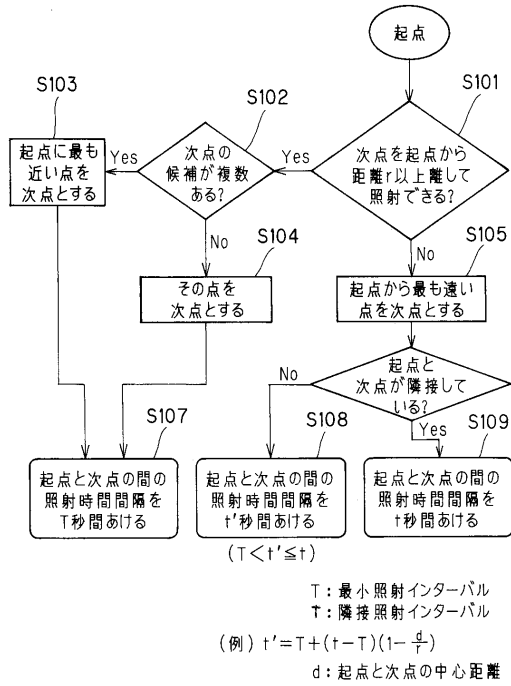 起点
S101
次点を起点から
距離r以上離して
照射できる?
Yes
No
S102
次点の
候補が複数
ある?
Yes
No
S103
起点に最も
近い点を
次点とする
S104
その点を
次点とする
S105
起点から最も遠い
点を次点とする
起点と
次点が隣接して
いる?
No
Yes
S107
起点と次点の間の
照射時間間隔を
T秒間あける
S108
起点と次点の間の
照射時間間隔を
t'秒間あける
S109
起点と次点の間の
照射時間間隔を
t秒間あける
(T<t'≦t)
T:最小照射インターバル
t:隣接照射インターバル
(例) t'=T+(t-T)(1-d/r)
d:起点と次点の中心距離